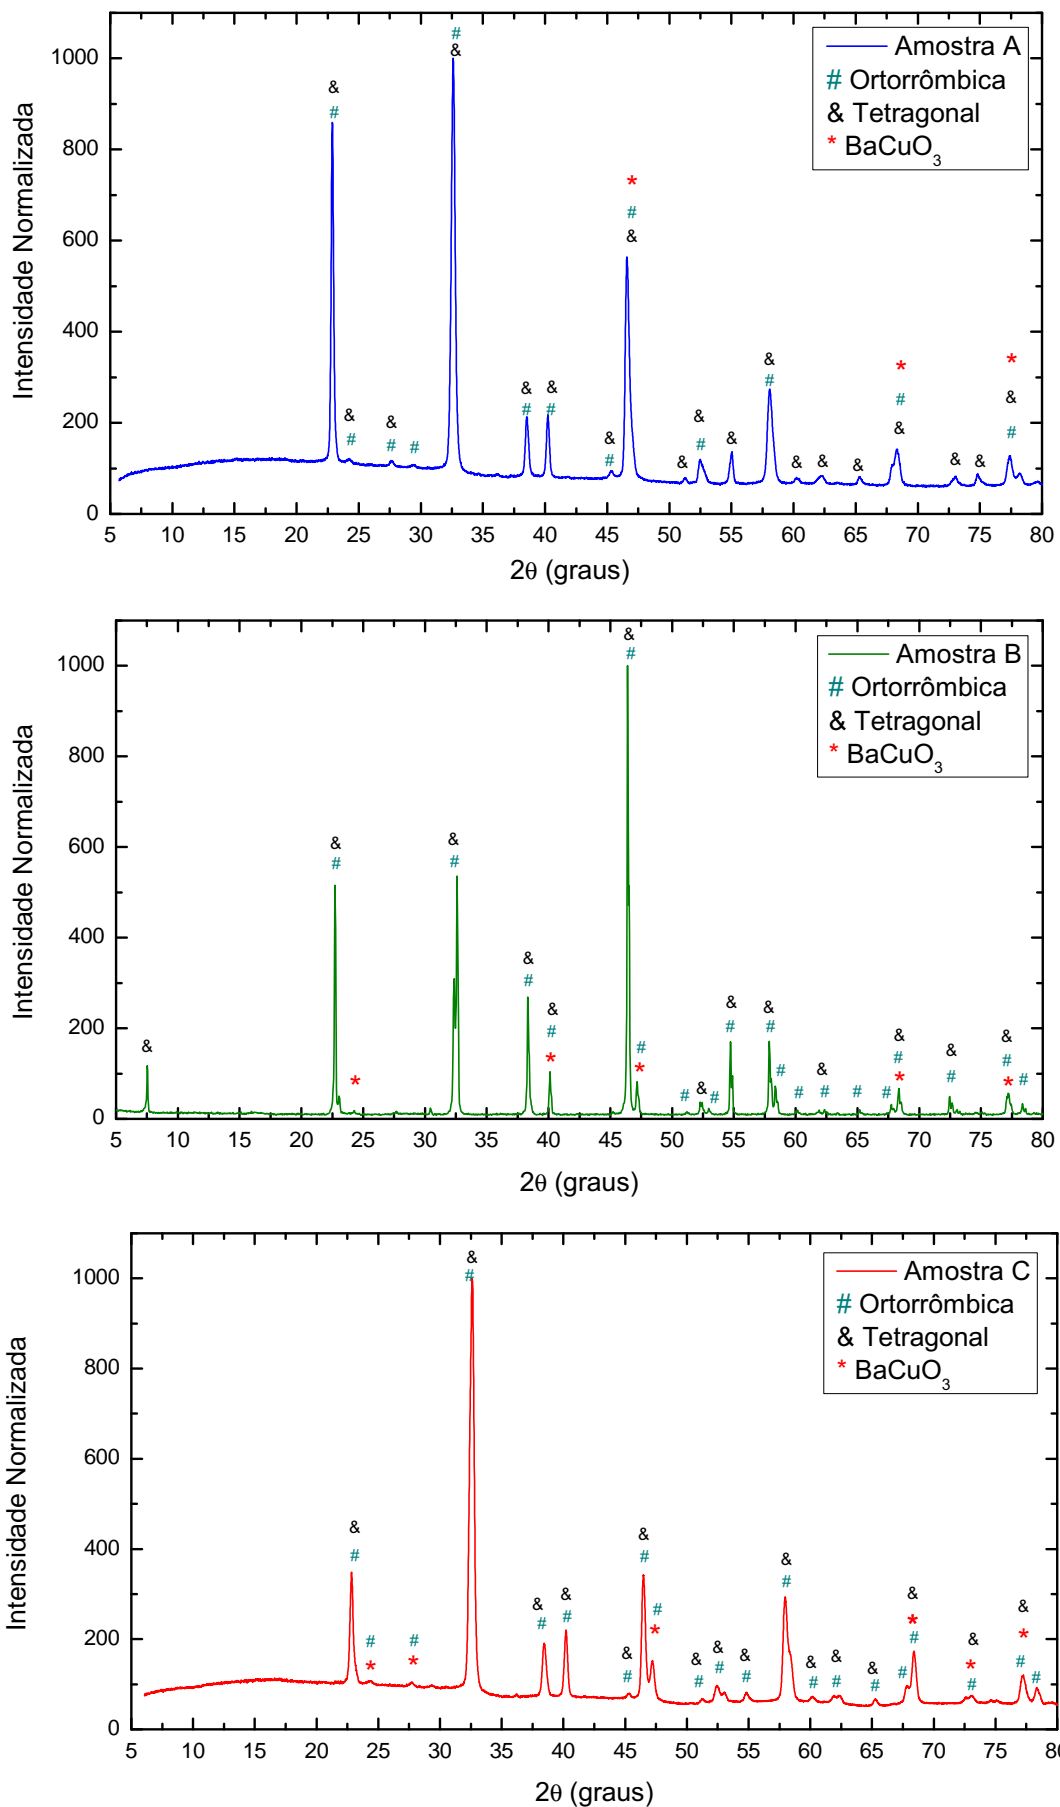 Amostra A
# Ortorrômbica
& Tetragonal
* BaCuO3
Intensidade Normalizada
1000
800
600
400
200
0
5 10 15 20 25 30 35 40 45 50 55 60 65 70 75 80
2θ (graus)
Amostra B
# Ortorrômbica
& Tetragonal
* BaCuO3
Intensidade Normalizada
1000
800
600
400
200
0
5 10 15 20 25 30 35 40 45 50 55 60 65 70 75 80
2θ (graus)
Amostra C
# Ortorrômbica
& Tetragonal
* BaCuO3
Intensidade Normalizada
1000
800
600
400
200
0
5 10 15 20 25 30 35 40 45 50 55 60 65 70 75 80
2θ (graus)